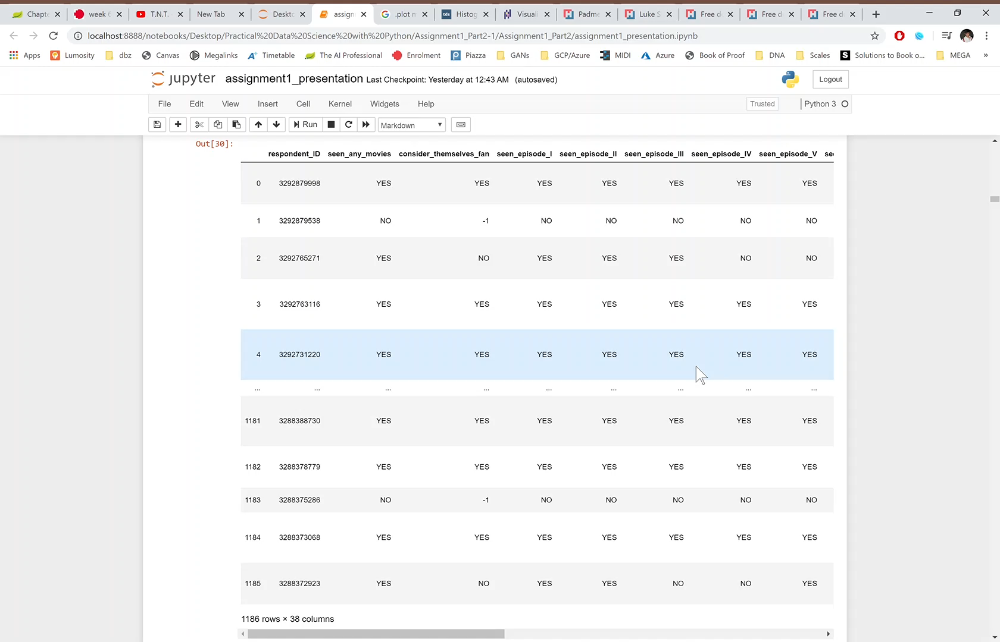 Chapte week 6 T.N.T. New Tab Deskto assign .plot m Histog Visuali Padme Luke S Free d Free d Free d
localhost:8888/notebooks/Desktop/Practical%20Data%20Science%20with%20Python/Assignment1_Part2-1/Assignment1_Part2/assignment1_presentation.ipynb
Apps Lumosity dbz Canvas Megalinks Timetable The AI Professional Enrolment Piazza GANs GCP/Azure MIDI Azure Book of Proof DNA Scales Solutions to Book o... MEGA »
jupyter assignment1_presentation Last Checkpoint: Yesterday at 12:43 AM (autosaved) Logout
File Edit View Insert Cell Kernel Widgets Help Trusted Python 3
Run Markdown
Out[30]:
respondent_ID seen_any_movies consider_themselves_fan seen_episode_I seen_episode_II seen_episode_III seen_episode_IV seen_episode_V se
0 3292879998 YES YES YES YES YES YES YES
1 3292879538 NO -1 NO NO NO NO NO
2 3292765271 YES NO YES YES YES NO NO
3 3292763116 YES YES YES YES YES YES YES
4 3292731220 YES YES YES YES YES YES YES
... ... ... ... ... ... ... ... ...
1181 3288388730 YES YES YES YES YES YES YES
1182 3288378779 YES YES YES YES YES YES YES
1183 3288375286 NO -1 NO NO NO NO NO
1184 3288373068 YES YES YES YES YES YES YES
1185 3288372923 YES NO YES YES NO NO YES
1186 rows × 38 columns